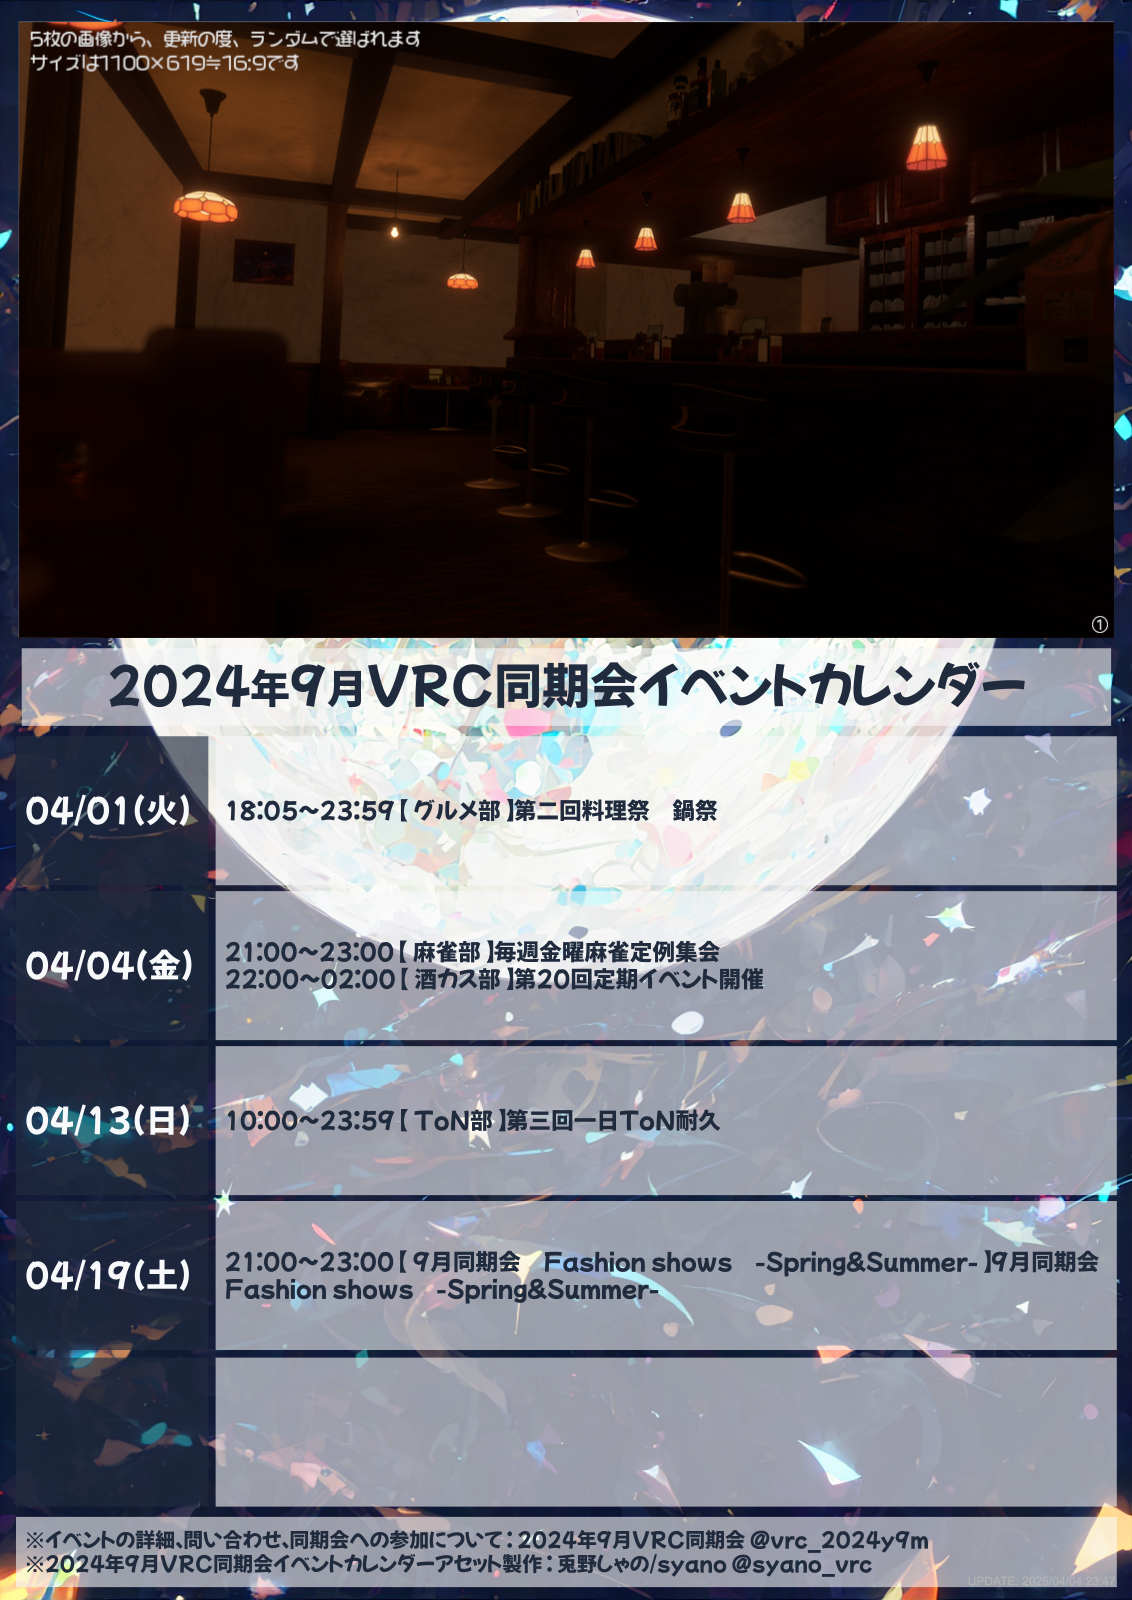 5枚の画像から、更新の度、ランダムで選ばれます
サイズは1100×619≒16:9です
①
2024年9月VRC同期会イベントカレンダー
04/01(火)
18:05〜23:59【 グルメ部 】第二回料理祭　鍋祭
04/04(金)
21:00〜23:00【 麻雀部 】毎週金曜麻雀定例集会
22:00〜02:00【 酒カス部 】第20回定期イベント開催
04/13(日)
10:00〜23:59【 ToN部 】第三回一日ToN耐久
04/19(土)
21:00〜23:00【 9月同期会　Fashion shows　-Spring&Summer- 】9月同期会
Fashion shows　-Spring&Summer-
※イベントの詳細、問い合わせ、同期会への参加について：2024年9月VRC同期会 @vrc_2024y9m
※2024年9月VRC同期会イベントカレンダーアセット製作：兎野しゃの/syano @syano_vrc
UPDATE: 2025/04/04 23:47